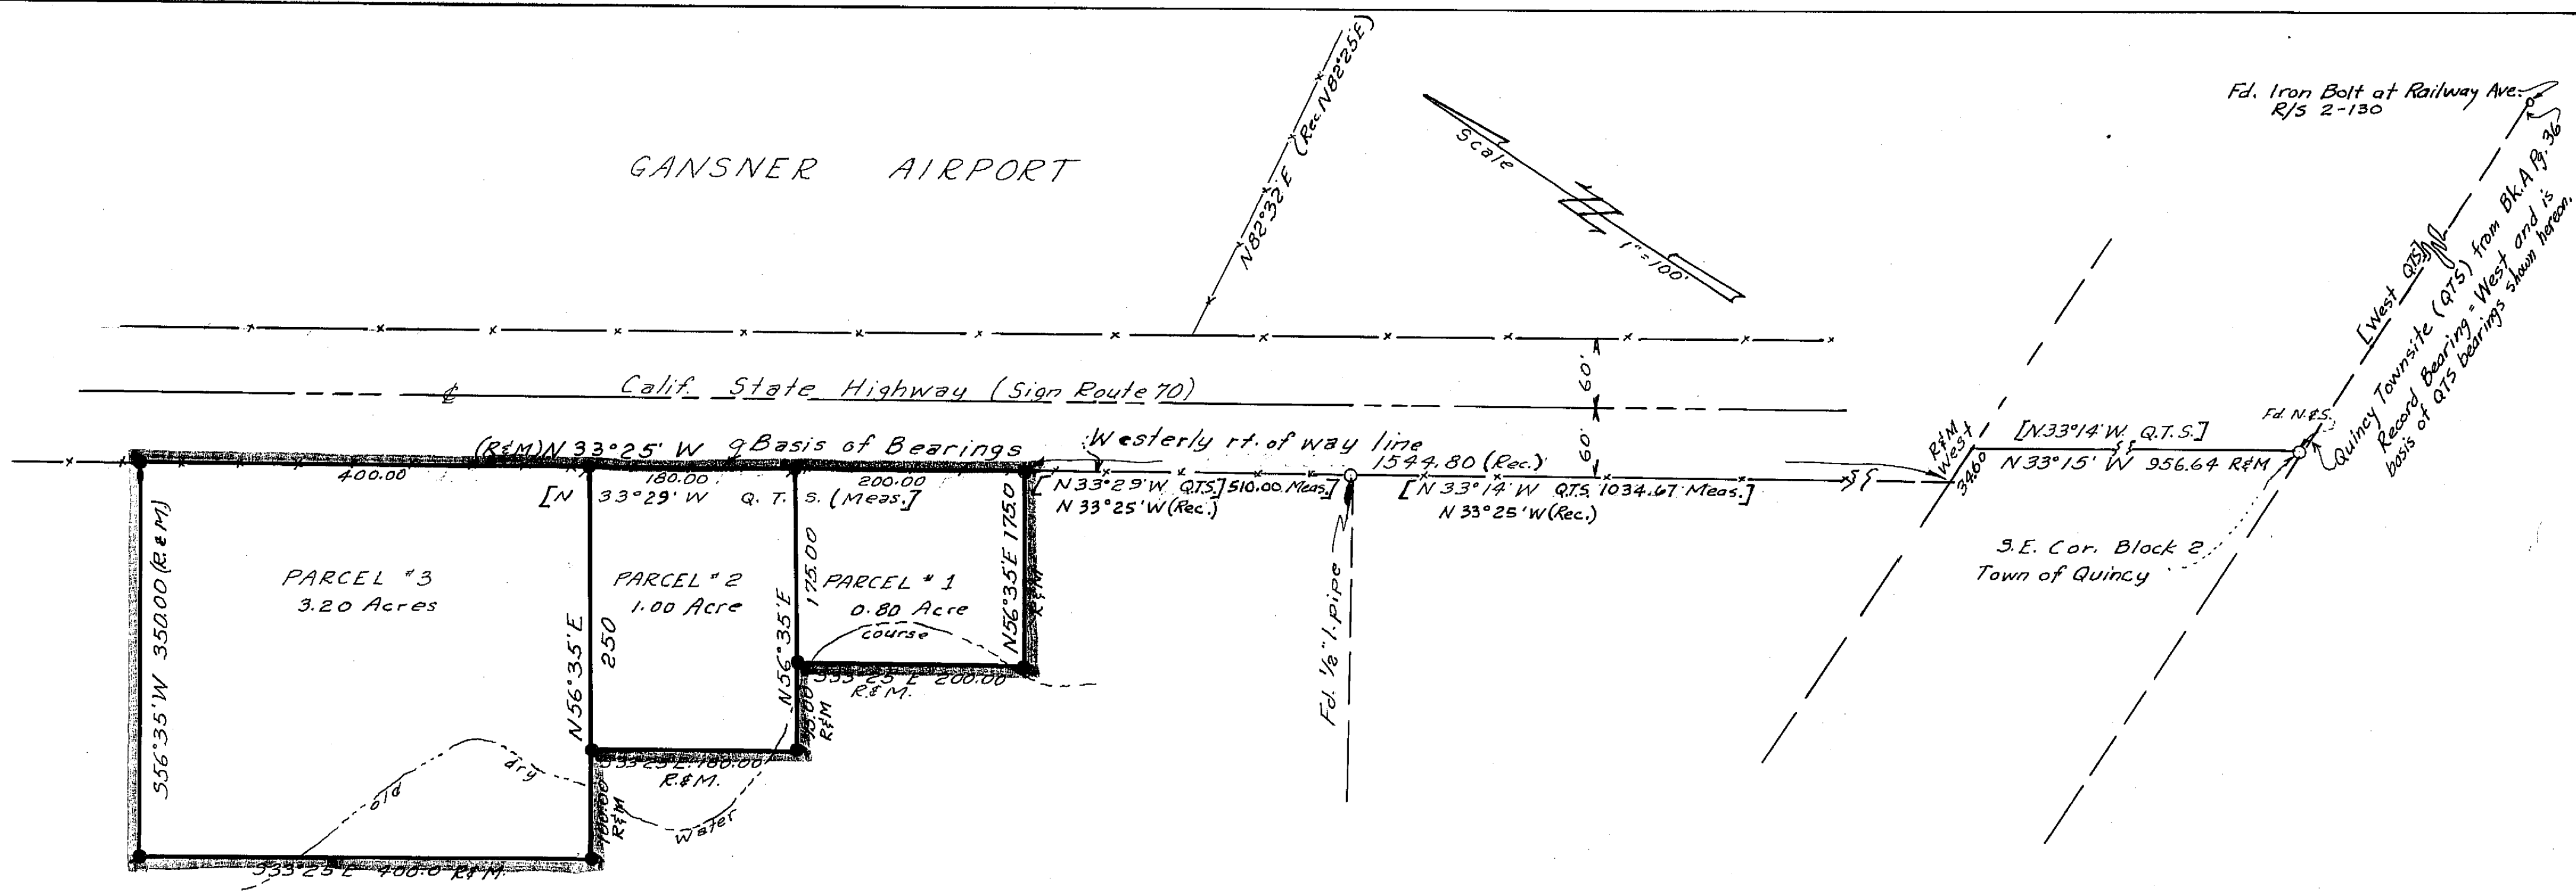 Fd. Iron Bolt at Railway Ave.
R/S 2-130
GANSNER AIRPORT
N82°32'E (Rec. N82°25'E)
Scale
1"=100'
[West QTS]
Quincy Townsite (QTS) from Bk.A Pg. 36
Record Bearing = West and is
basis of QTS bearings shown hereon.
60'
60'
℄ Calif. State Highway (Sign Route 70)
(R&M) N 33°25' W Basis of Bearings
Westerly rt. of way line
1544.80 (Rec.)
R&M
West
34.60
[N33°14'W. Q.T.S.]
N 33°15' W 956.64 R&M
Fd. N.&S.
400.00
180.00
200.00
[N 33°29' W Q. T. S. (Meas.]
[N 33°29'W QTS.] 510.00 Meas.]
N 33°25'W (Rec.)
[N 33°14'W QTS. 1034.67 Meas.]
N 33°25'W (Rec.)
S.E. Cor. Block 2
Town of Quincy
S56°35'W 350.00 (R.&M)
PARCEL #3
3.20 Acres
N56°35'E
250
PARCEL #2
1.00 Acre
N56°35'E
175.00
PARCEL #1
0.80 Acre
course
N56°35'E 175.0
R&M
Fd. 1/2" I. pipe
S33°25'E 200.00
R&M.
75.00
R&M
S33°25'E 180.00
R.&M.
100.00
R&M
old
dry
water
S33°25'E 400.0 R&M.